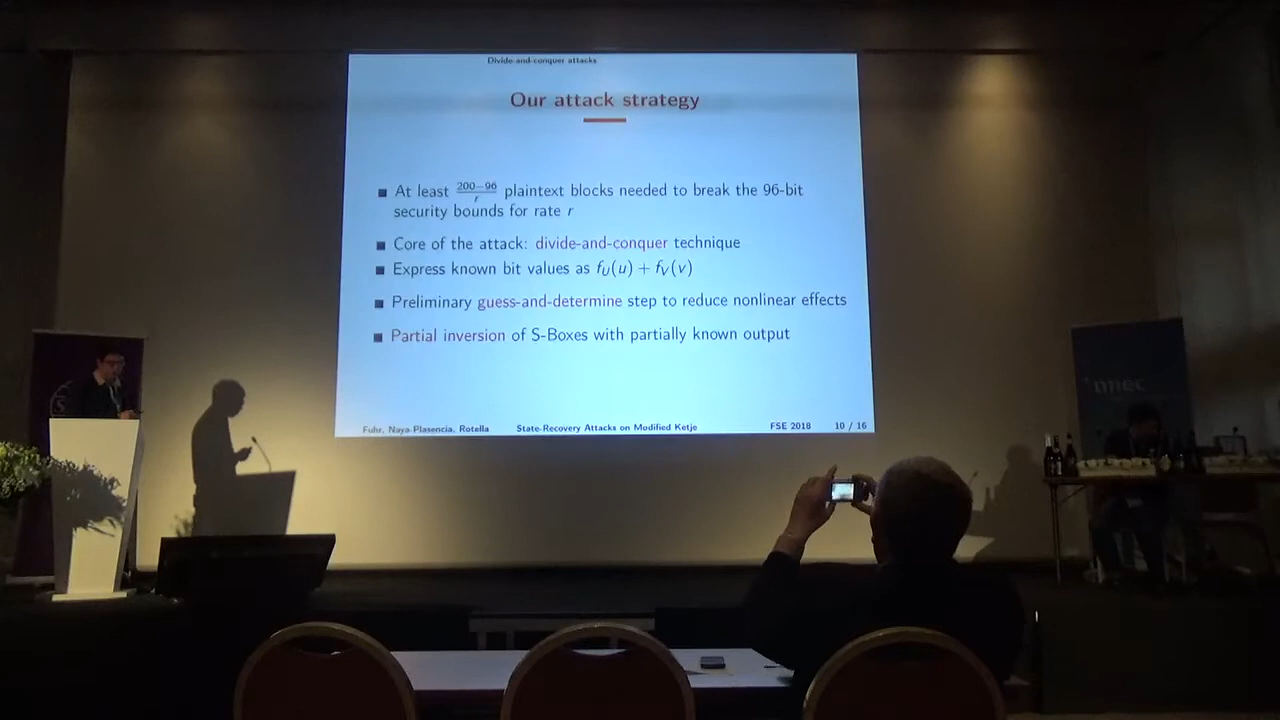 Divide-and-conquer attacks
Our attack strategy
At least 200−96/r plaintext blocks needed to break the 96-bit
security bounds for rate r
Core of the attack: divide-and-conquer technique
Express known bit values as f_U(u) + f_V(v)
Preliminary guess-and-determine step to reduce nonlinear effects
Partial inversion of S-Boxes with partially known output
Fuhr, Naya-Plasencia, Rotella State-Recovery Attacks on Modified Ketje FSE 2018 10 / 16